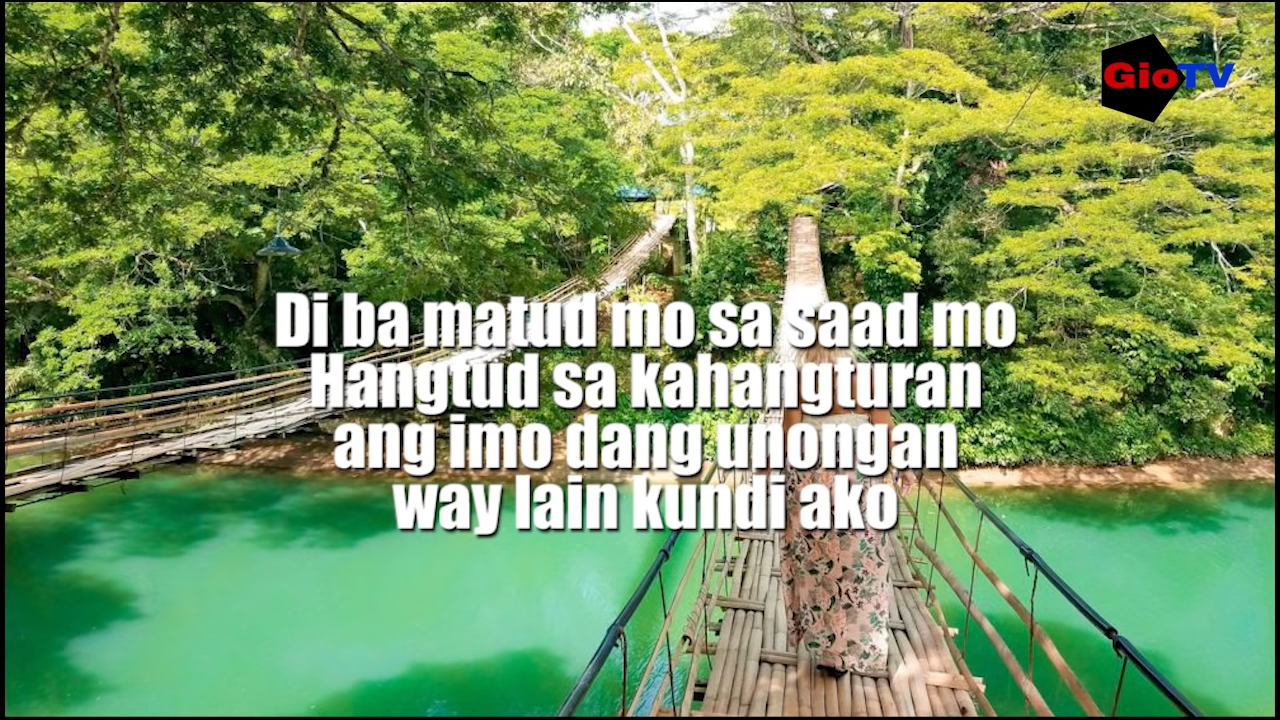 GioTV
Di ba matud mo sa saad mo
Hangtud sa kahangturan
ang imo dang unongan
way lain kundi ako